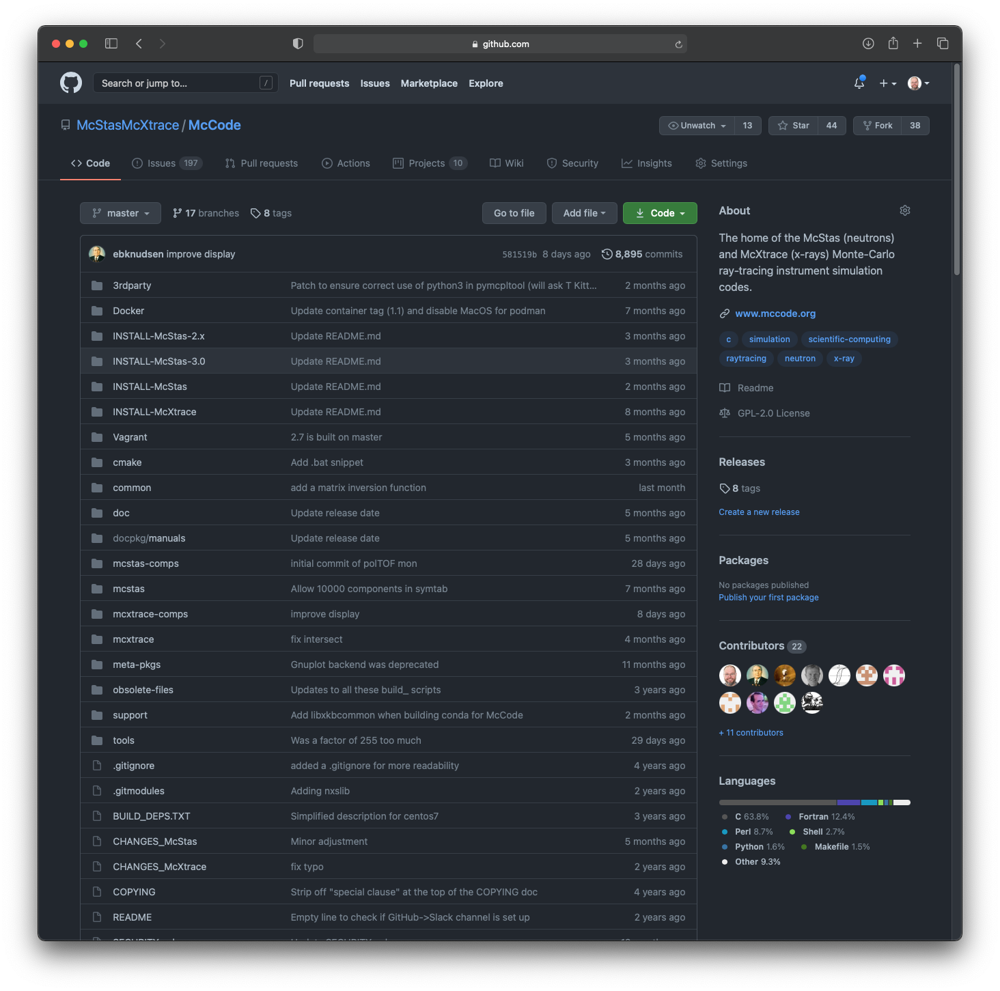 github.com
Search or jump to... /
Pull requests Issues Marketplace Explore
McStasMcXtrace / McCode
Unwatch 13 Star 44 Fork 38
Code Issues 197 Pull requests Actions Projects 10 Wiki Security Insights Settings
master 17 branches 8 tags Go to file Add file Code
ebknudsen improve display 581519b 8 days ago 8,895 commits
3rdparty Patch to ensure correct use of python3 in pymcpltool (will ask T Kitt... 2 months ago
Docker Update container tag (1.1) and disable MacOS for podman 7 months ago
INSTALL-McStas-2.x Update README.md 3 months ago
INSTALL-McStas-3.0 Update README.md 3 months ago
INSTALL-McStas Update README.md 2 months ago
INSTALL-McXtrace Update README.md 8 months ago
Vagrant 2.7 is built on master 5 months ago
cmake Add .bat snippet 3 months ago
common add a matrix inversion function last month
doc Update release date 5 months ago
docpkg/manuals Update release date 5 months ago
mcstas-comps initial commit of polTOF mon 28 days ago
mcstas Allow 10000 components in symtab 7 months ago
mcxtrace-comps improve display 8 days ago
mcxtrace fix intersect 4 months ago
meta-pkgs Gnuplot backend was deprecated 11 months ago
obsolete-files Updates to all these build_ scripts 3 years ago
support Add libxkbcommon when building conda for McCode 2 months ago
tools Was a factor of 255 too much 29 days ago
.gitignore added a .gitignore for more readability 4 years ago
.gitmodules Adding nxslib 2 years ago
BUILD_DEPS.TXT Simplified description for centos7 3 years ago
CHANGES_McStas Minor adjustment 5 months ago
CHANGES_McXtrace fix typo 2 years ago
COPYING Strip off "special clause" at the top of the COPYING doc 4 years ago
README Empty line to check if GitHub->Slack channel is set up 2 years ago
About
The home of the McStas (neutrons)
and McXtrace (x-rays) Monte-Carlo
ray-tracing instrument simulation
codes.
www.mccode.org
c simulation scientific-computing
raytracing neutron x-ray
Readme
GPL-2.0 License
Releases
8 tags
Create a new release
Packages
No packages published
Publish your first package
Contributors 22
+ 11 contributors
Languages
C 63.8% Fortran 12.4%
Perl 8.7% Shell 2.7%
Python 1.6% Makefile 1.5%
Other 9.3%